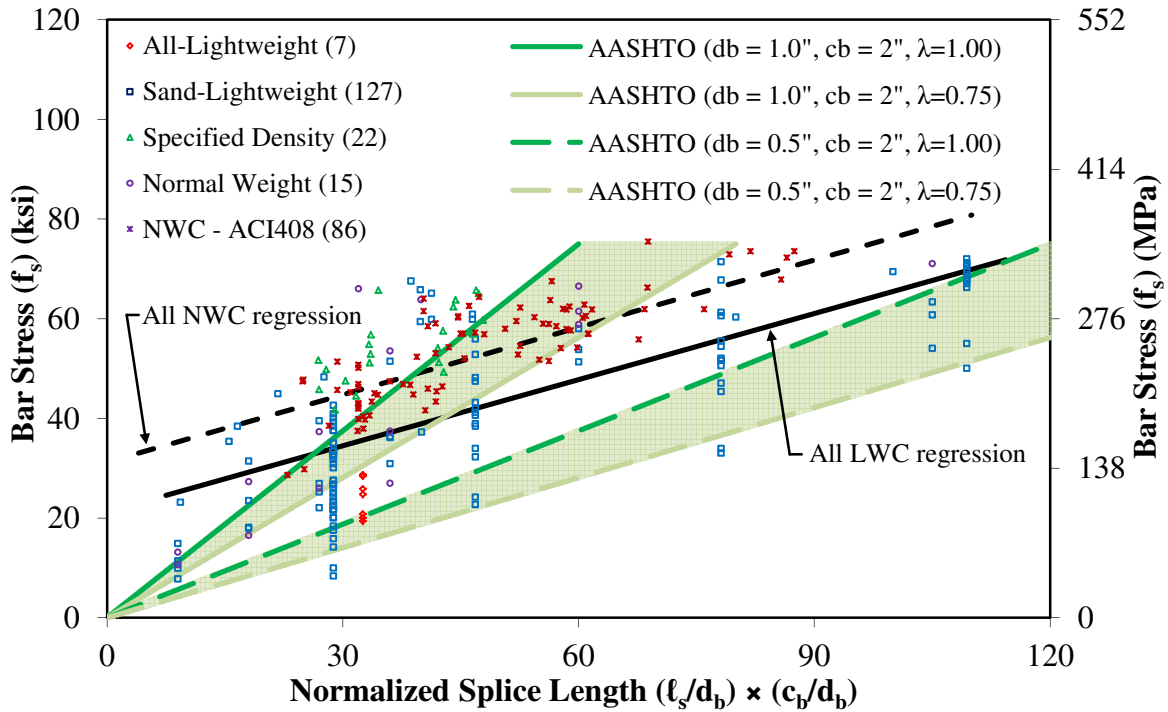 120
100
80
60
40
20
0
Bar Stress (fs) (ksi)
All-Lightweight (7)
Sand-Lightweight (127)
Specified Density (22)
Normal Weight (15)
NWC - ACI408 (86)
AASHTO (db = 1.0", cb = 2", λ=1.00)
AASHTO (db = 1.0", cb = 2", λ=0.75)
AASHTO (db = 0.5", cb = 2", λ=1.00)
AASHTO (db = 0.5", cb = 2", λ=0.75)
All NWC regression
All LWC regression
552
414
276
138
0
Bar Stress (fs) (MPa)
0 30 60 90 120
Normalized Splice Length (ℓs/db) × (cb/db)